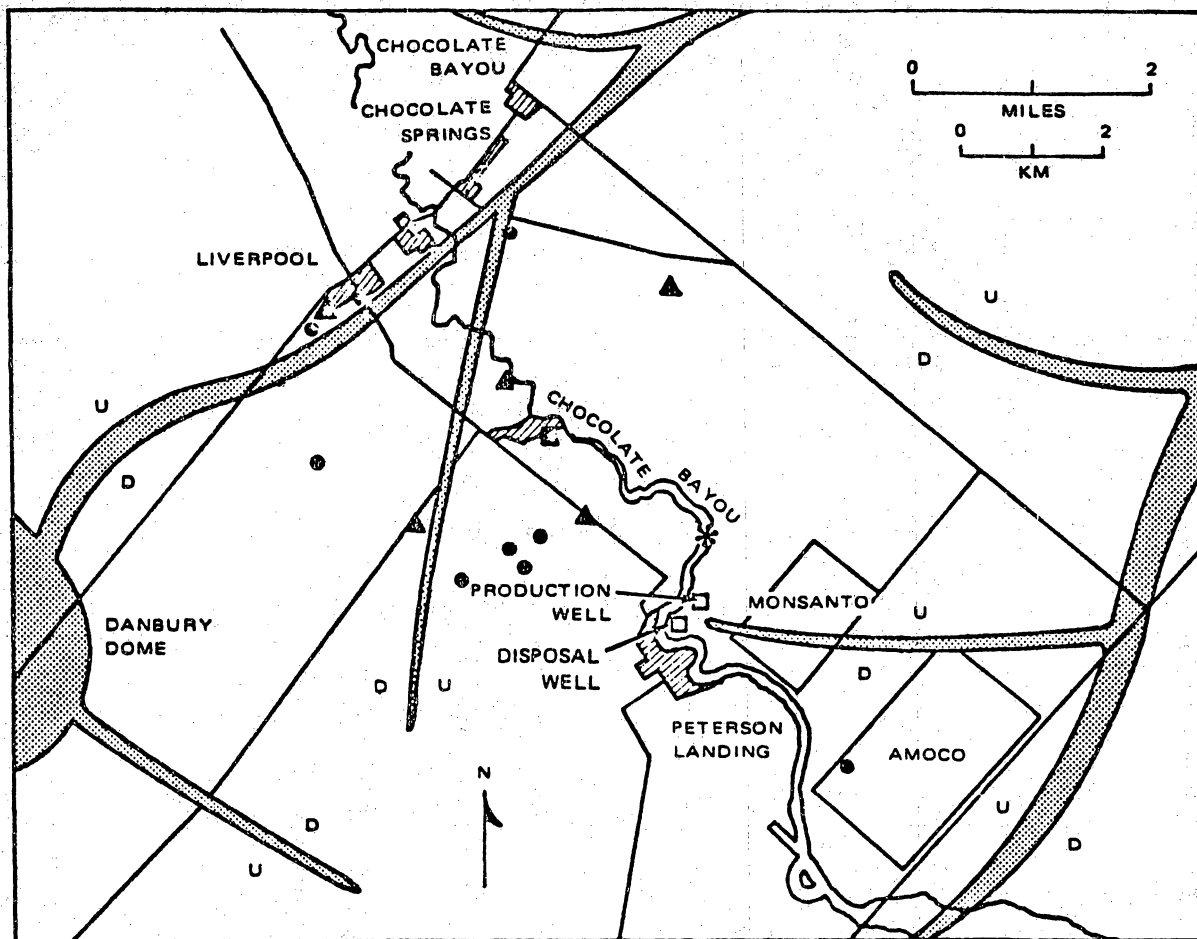 CHOCOLATE
BAYOU
CHOCOLATE
SPRINGS
0 2
MILES
0 2
KM
LIVERPOOL
U
D
U
D
CHOCOLATE BAYOU
PRODUCTION
WELL
MONSANTO
U
D
DANBURY
DOME
DISPOSAL
WELL
D U
PETERSON
LANDING
AMOCO
N
U
D
D
U